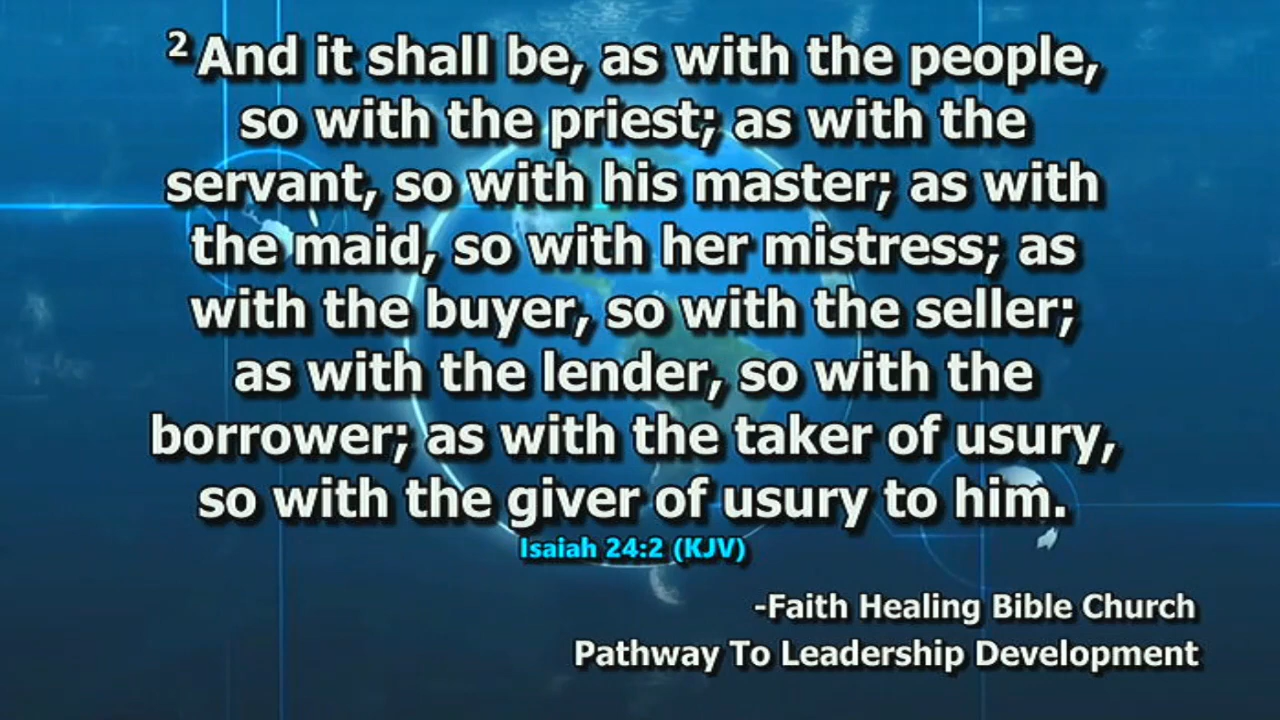 2 And it shall be, as with the people,
so with the priest; as with the
servant, so with his master; as with
the maid, so with her mistress; as
with the buyer, so with the seller;
as with the lender, so with the
borrower; as with the taker of usury,
so with the giver of usury to him.
Isaiah 24:2 (KJV)
-Faith Healing Bible Church
Pathway To Leadership Development